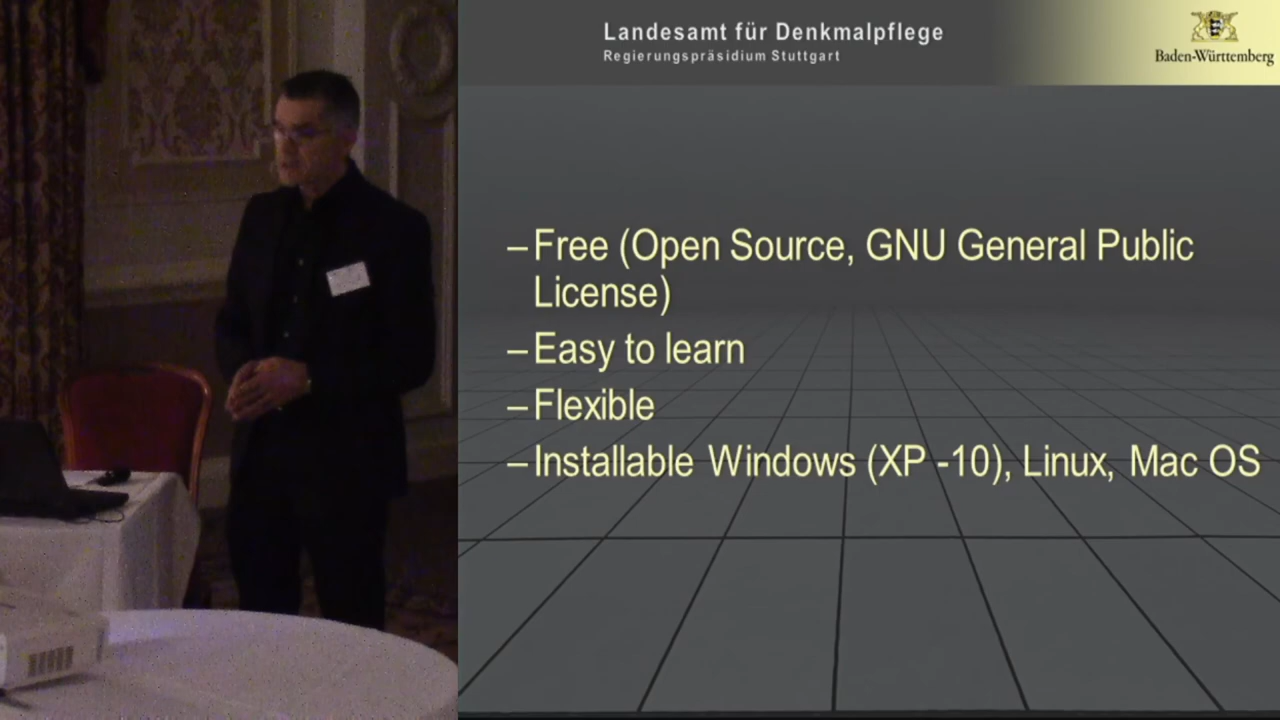 Landesamt für Denkmalpflege
Regierungspräsidium Stuttgart
Baden-Württemberg
– Free (Open Source, GNU General Public
License)
– Easy to learn
– Flexible
– Installable Windows (XP -10), Linux, Mac OS